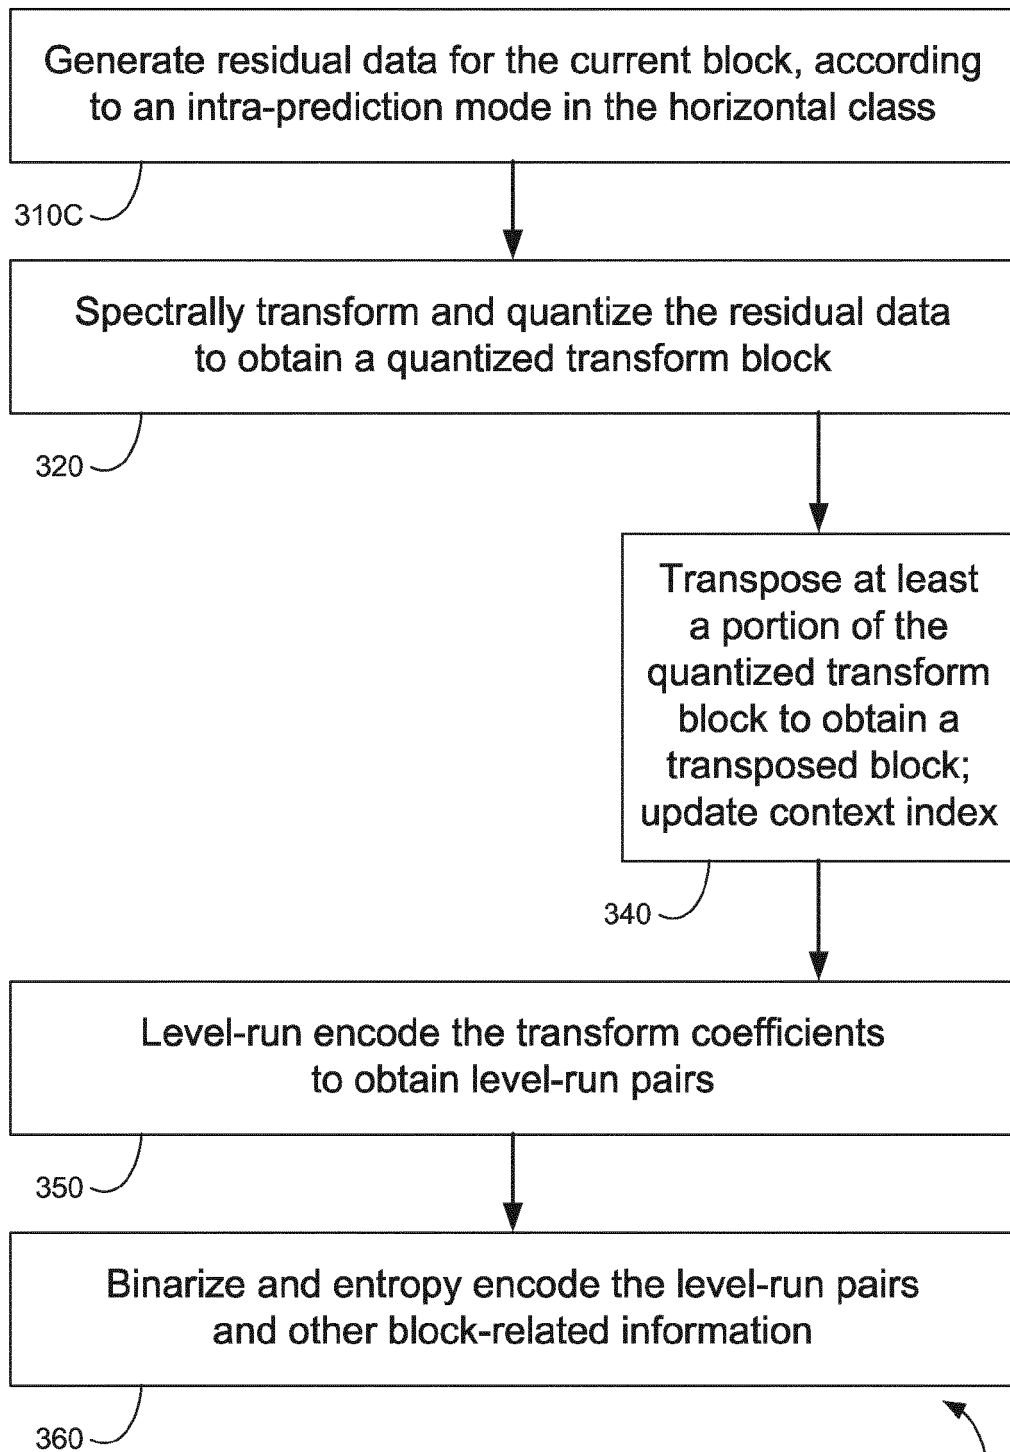 Generate residual data for the current block, according
to an intra-prediction mode in the horizontal class
310C
Spectrally transform and quantize the residual data
to obtain a quantized transform block
320
Transpose at least
a portion of the
quantized transform
block to obtain a
transposed block;
update context index
340
Level-run encode the transform coefficients
to obtain level-run pairs
350
Binarize and entropy encode the level-run pairs
and other block-related information
360